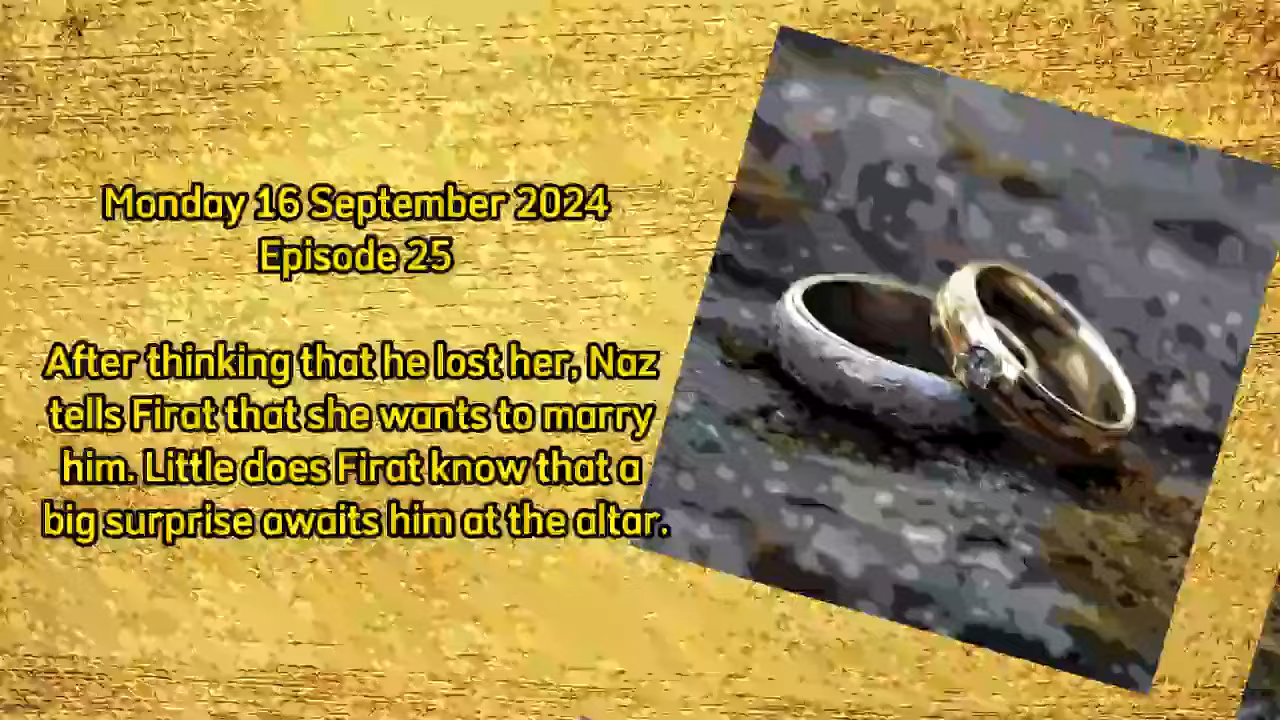 Monday 16 September 2024
Episode 25
After thinking that he lost her, Naz
tells Firat that she wants to marry
him. Little does Firat know that a
big surprise awaits him at the altar.